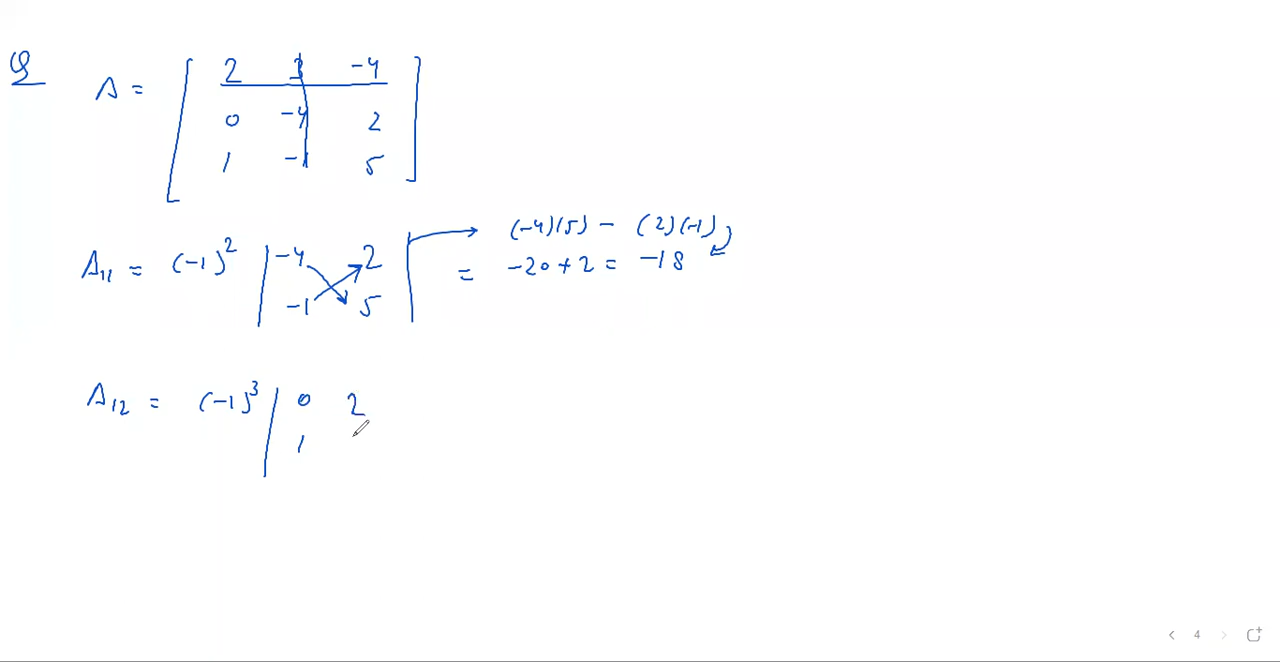 Q
A = [ 2 3 -4
0 -4 2
1 -1 5 ]
A₁₁ = (-1)² | -4 2 | → (-4)(5) - (2)(-1)
-1 5 = -20 + 2 = -18
A₁₂ = (-1)³ | 0 2
1
4